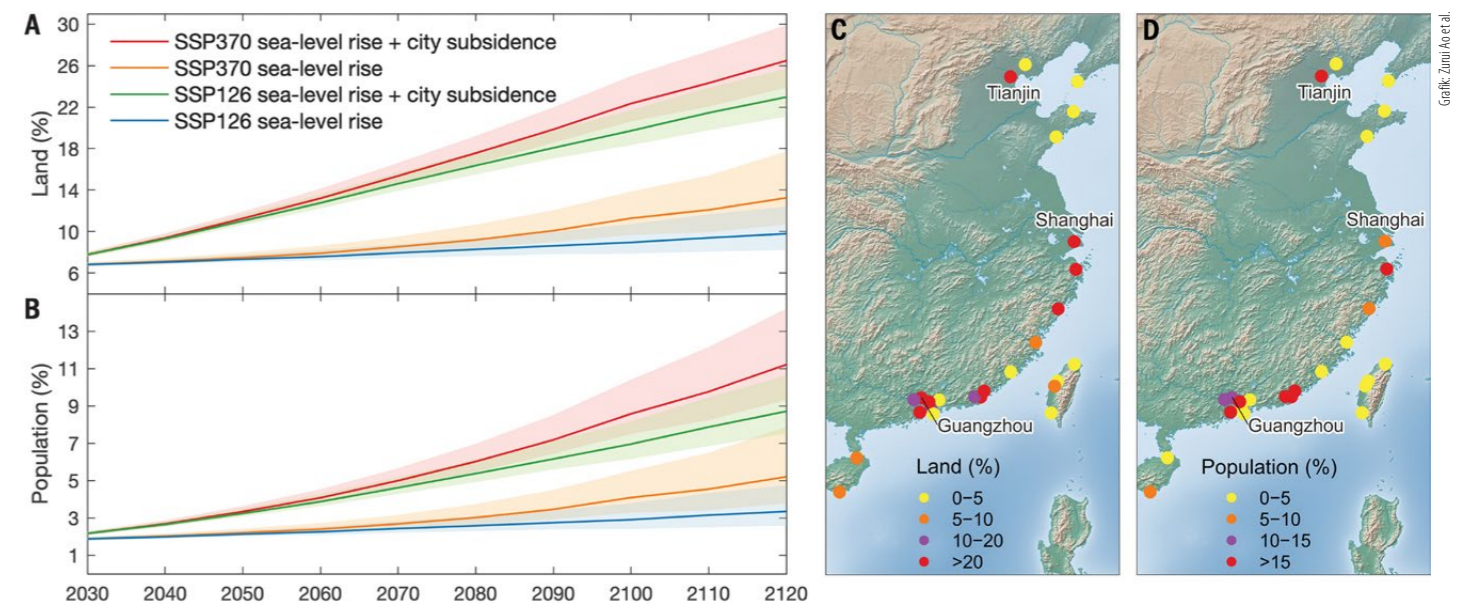 A
30
26
22
18
14
10
6
Land (%)
SSP370 sea-level rise + city subsidence
SSP370 sea-level rise
SSP126 sea-level rise + city subsidence
SSP126 sea-level rise
B
13
11
9
7
5
3
1
Population (%)
2030 2040 2050 2060 2070 2080 2090 2100 2110 2120
C
Tianjin
Shanghai
Guangzhou
Land (%)
0–5
5–10
10–20
>20
D
Tianjin
Shanghai
Guangzhou
Population (%)
0–5
5–10
10–15
>15
Grafik: Zurui Ao et al.